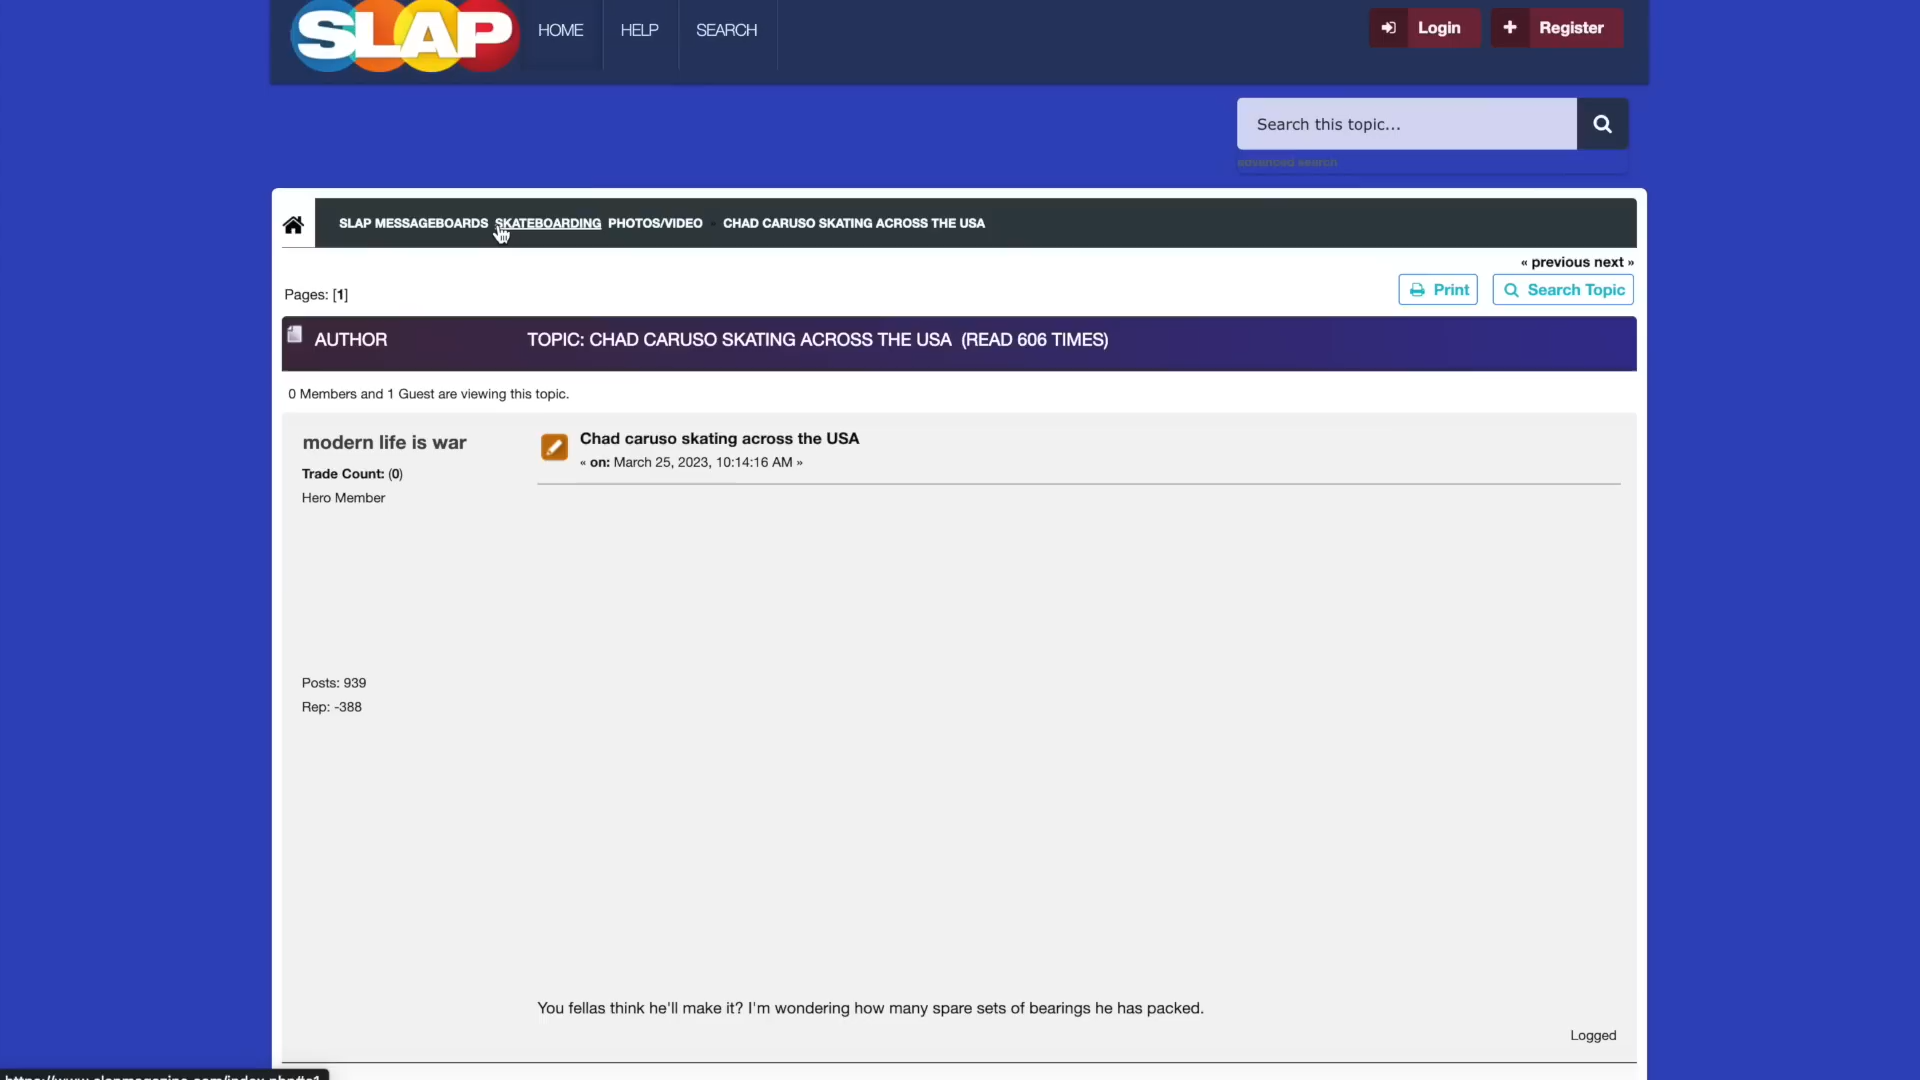 SLAP
HOME
HELP
SEARCH
Login
Register
Search this topic...
advanced search
SLAP MESSAGEBOARDS SKATEBOARDING PHOTOS/VIDEO CHAD CARUSO SKATING ACROSS THE USA
« previous next »
Pages: [1]
Print
Search Topic
AUTHOR
TOPIC: CHAD CARUSO SKATING ACROSS THE USA (READ 606 TIMES)
0 Members and 1 Guest are viewing this topic.
modern life is war
Trade Count: (0)
Hero Member
Chad caruso skating across the USA
« on: March 25, 2023, 10:14:16 AM »
Posts: 939
Rep: -388
You fellas think he'll make it? I'm wondering how many spare sets of bearings he has packed.
Logged